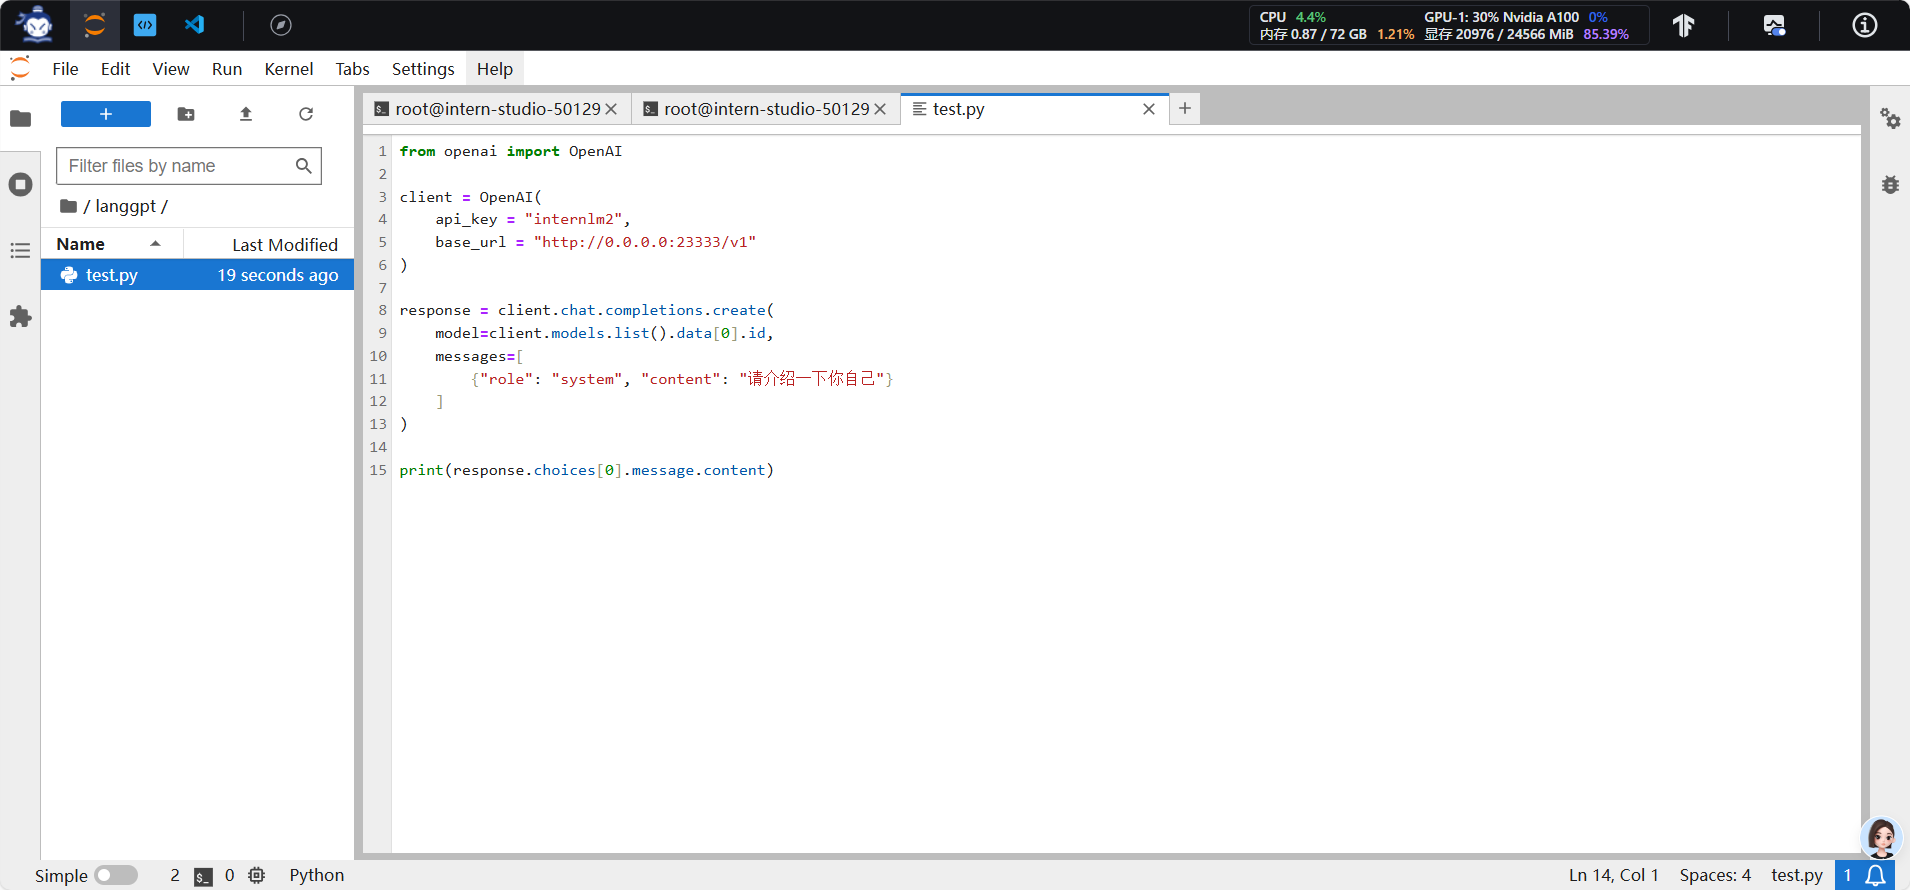 CPU 4.4% GPU-1: 30% Nvidia A100 0%
内存 0.87 / 72 GB 1.21% 显存 20976 / 24566 MiB 85.39%
File Edit View Run Kernel Tabs Settings Help
root@intern-studio-50129 root@intern-studio-50129 test.py
Filter files by name
/ langgpt /
Name Last Modified
test.py 19 seconds ago
1 from openai import OpenAI
2
3 client = OpenAI(
4     api_key = "internlm2",
5     base_url = "http://0.0.0.0:23333/v1"
6 )
7
8 response = client.chat.completions.create(
9     model=client.models.list().data[0].id,
10     messages=[
11         {"role": "system", "content": "请介绍一下你自己"}
12     ]
13 )
14
15 print(response.choices[0].message.content)
Simple 2 $_ 0 Python Ln 14, Col 1 Spaces: 4 test.py 1